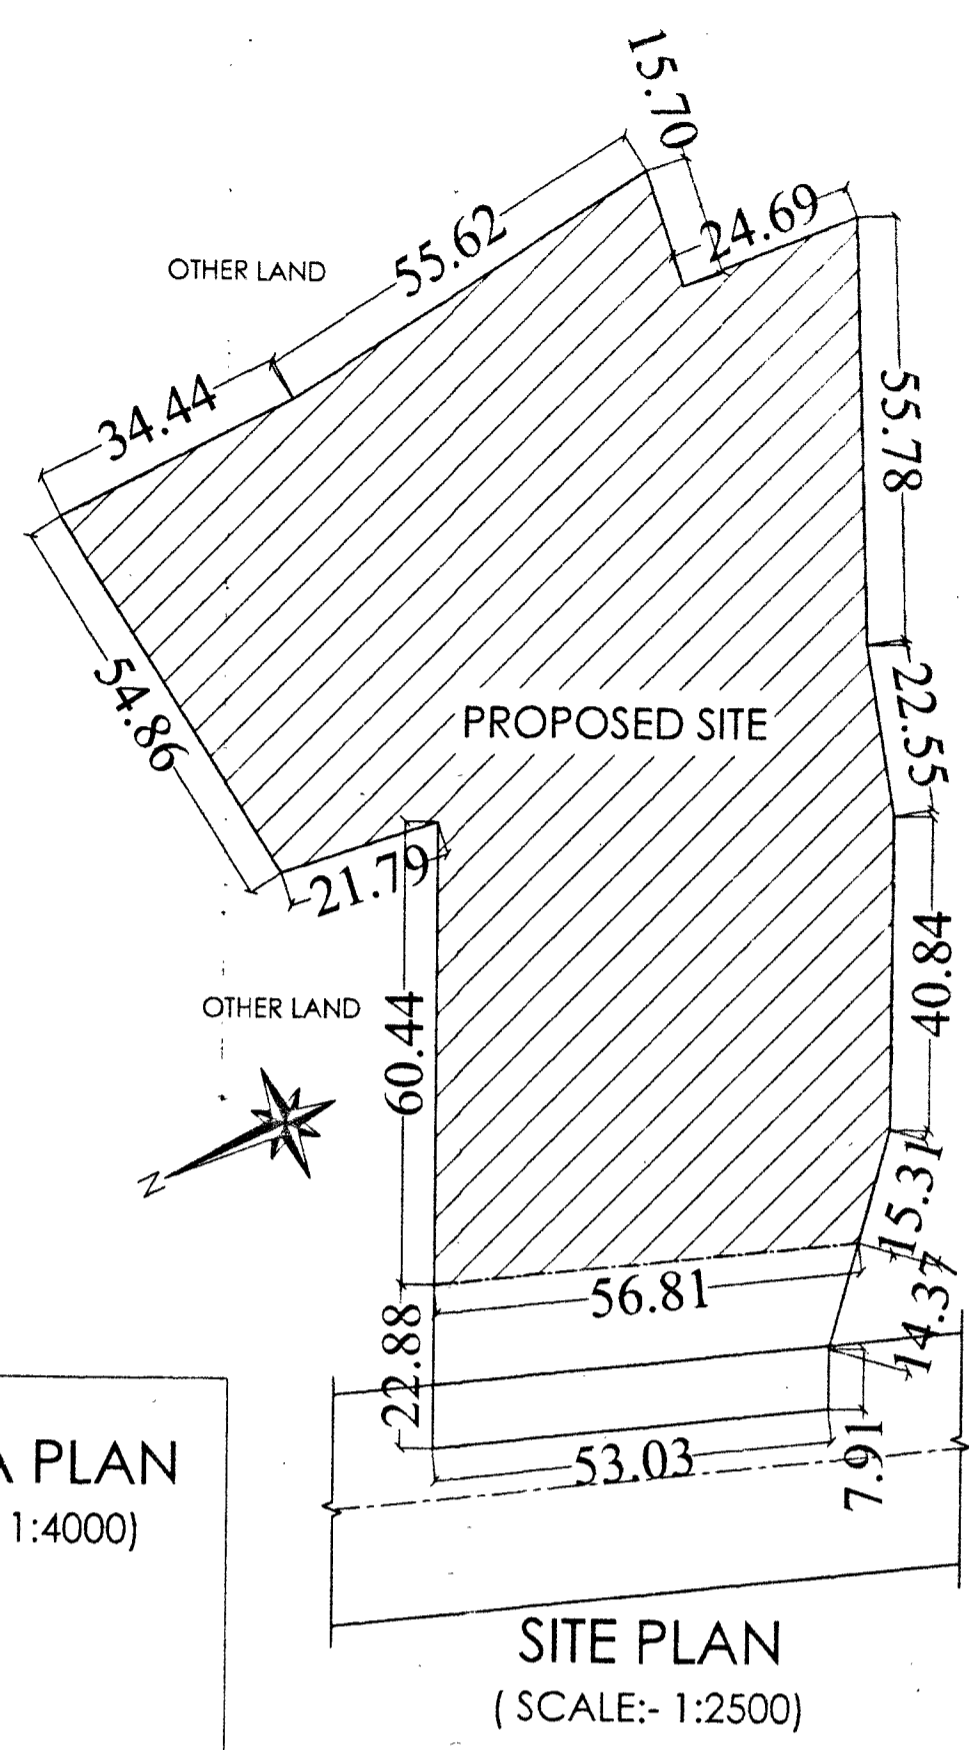 15.70
24.69
55.62
OTHER LAND
34.44
55.78
54.86
22.55
PROPOSED SITE
21.79
40.84
OTHER LAND
60.44
N
15.31
56.81
14.37
22.88
53.03
7.91
A PLAN
1:4000)
SITE PLAN
( SCALE:- 1:2500)